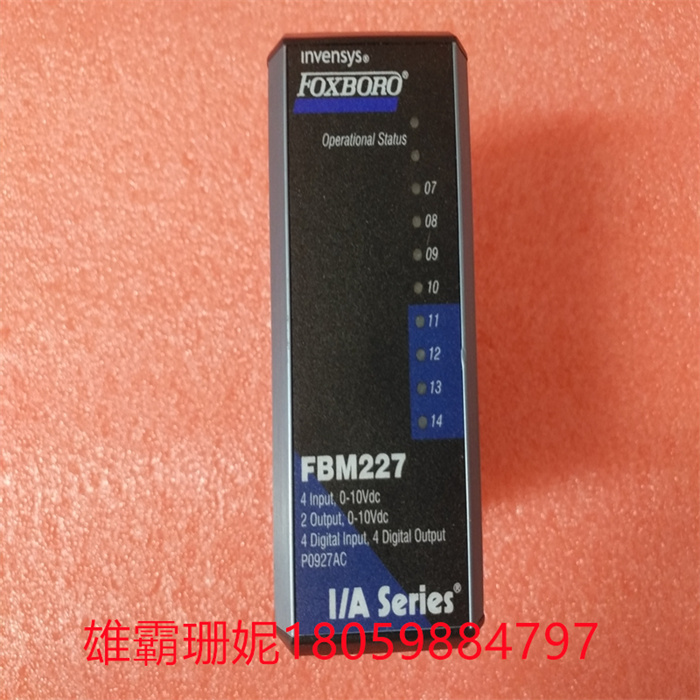 invensys®
FOXBORO®
Operational Status
07
08
09
10
11
12
13
14
FBM227
4 Input, 0-10Vdc
2 Output, 0-10Vdc
4 Digital Input, 4 Digital Output
P0927AC
I/A Series®
雄霸珊妮18059884797